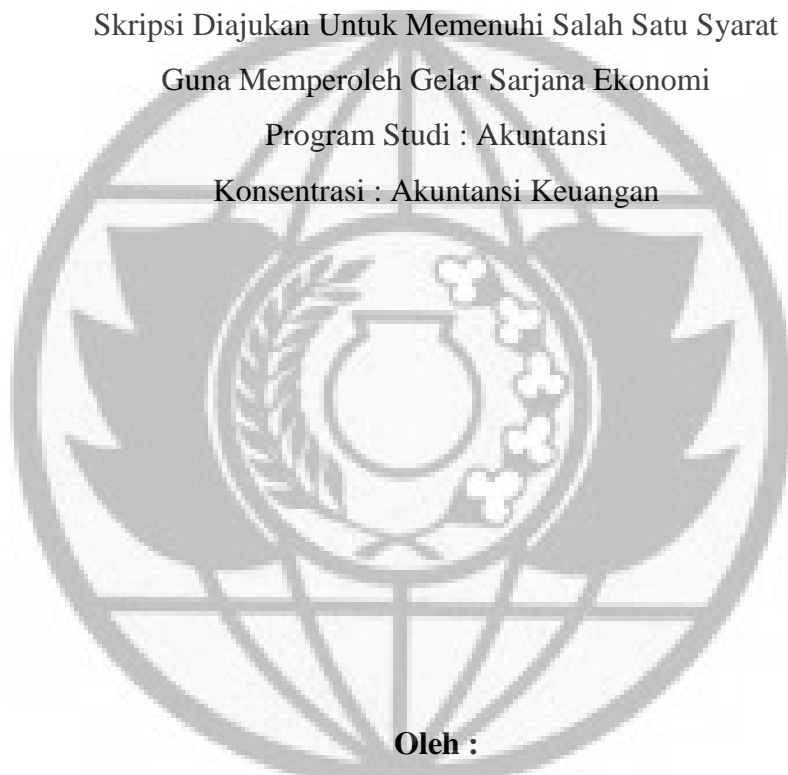 Skripsi Diajukan Untuk Memenuhi Salah Satu Syarat
Guna Memperoleh Gelar Sarjana Ekonomi
Program Studi : Akuntansi
Konsentrasi : Akuntansi Keuangan
Oleh :